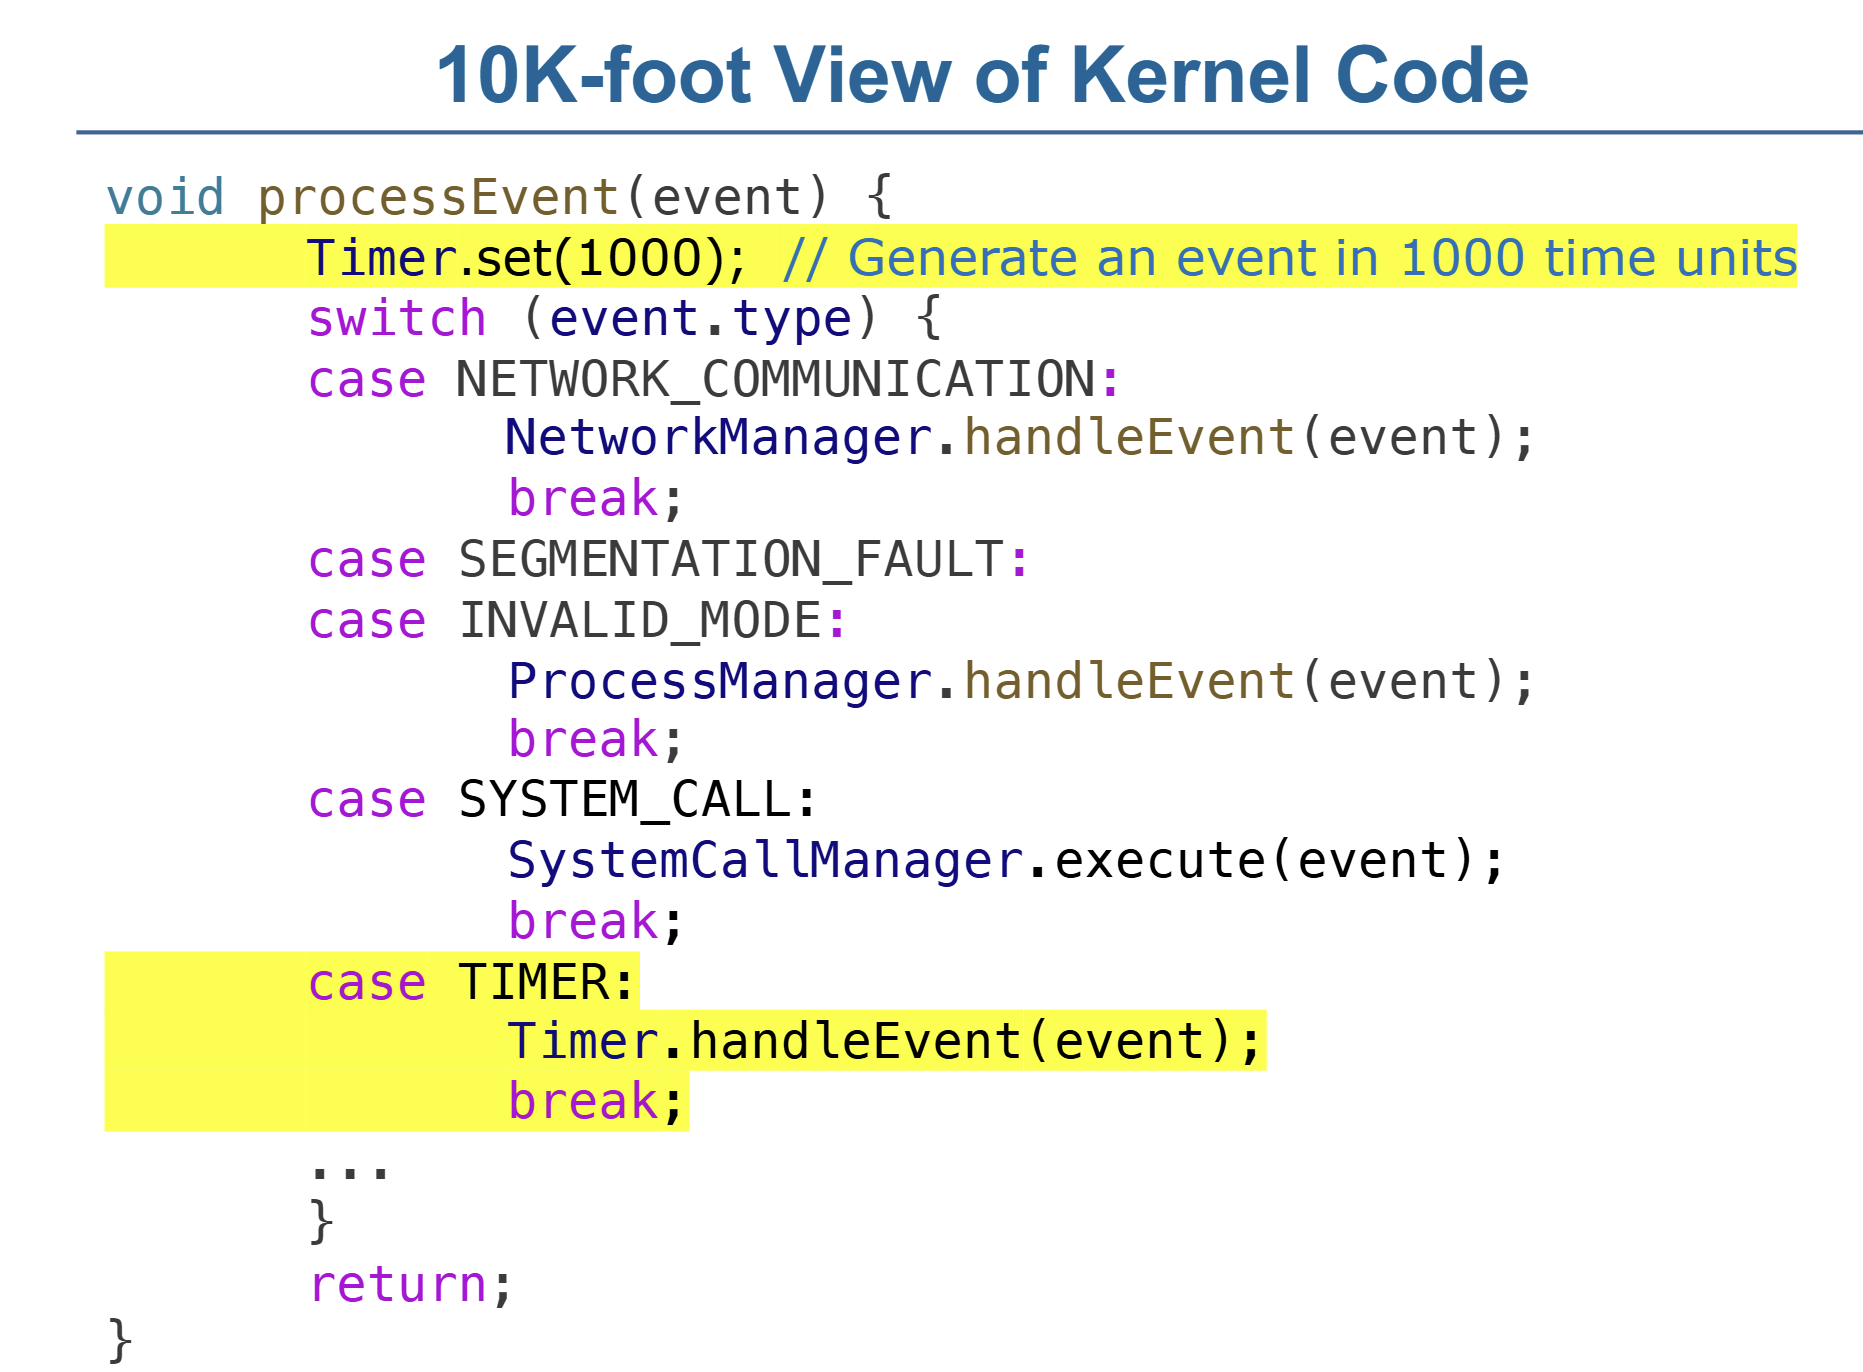 10K-foot View of Kernel Code
void processEvent(event) {
Timer.set(1000); // Generate an event in 1000 time units
switch (event.type) {
case NETWORK_COMMUNICATION:
NetworkManager.handleEvent(event);
break;
case SEGMENTATION_FAULT:
case INVALID_MODE:
ProcessManager.handleEvent(event);
break;
case SYSTEM_CALL:
SystemCallManager.execute(event);
break;
case TIMER:
Timer.handleEvent(event);
break;
...
}
return;
}